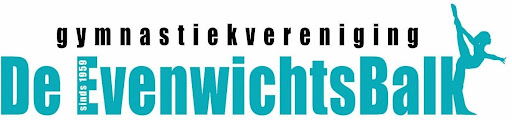 gymnastiekvereniging
De EvenwichtsBalk
sinds 1959